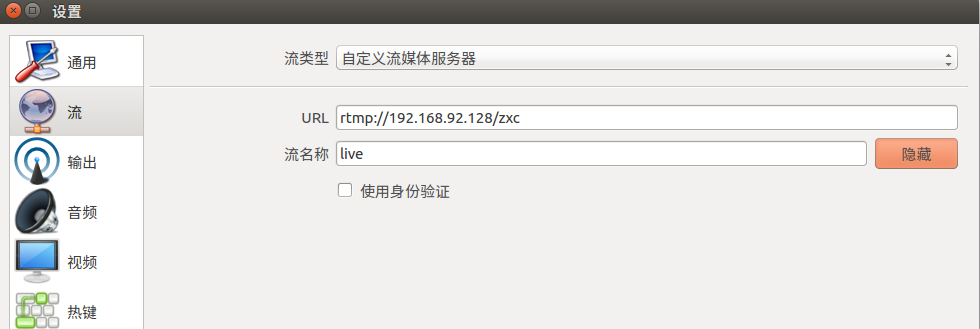 设置
通用
流
输出
音频
视频
热键
流类型 自定义流媒体服务器
URL rtmp://192.168.92.128/zxc
流名称 live 隐藏
使用身份验证